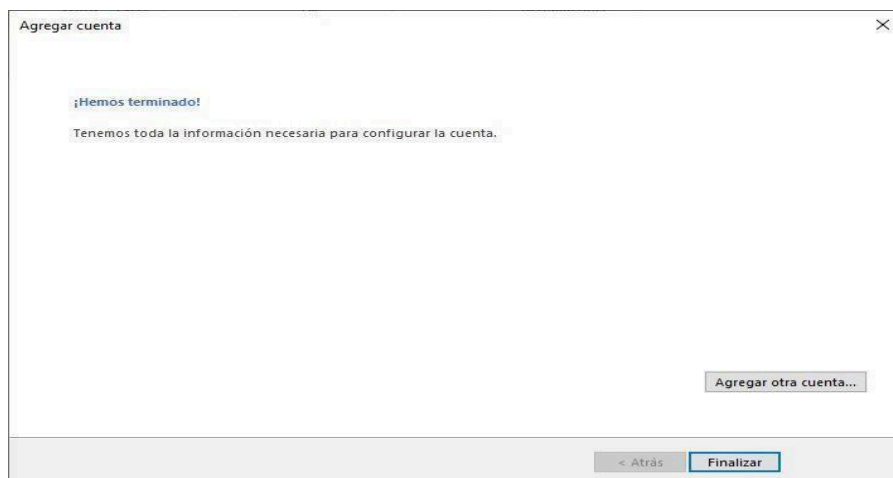 Agregar cuenta
¡Hemos terminado!
Tenemos toda la información necesaria para configurar la cuenta.
Agregar otra cuenta...
< Atrás
Finalizar